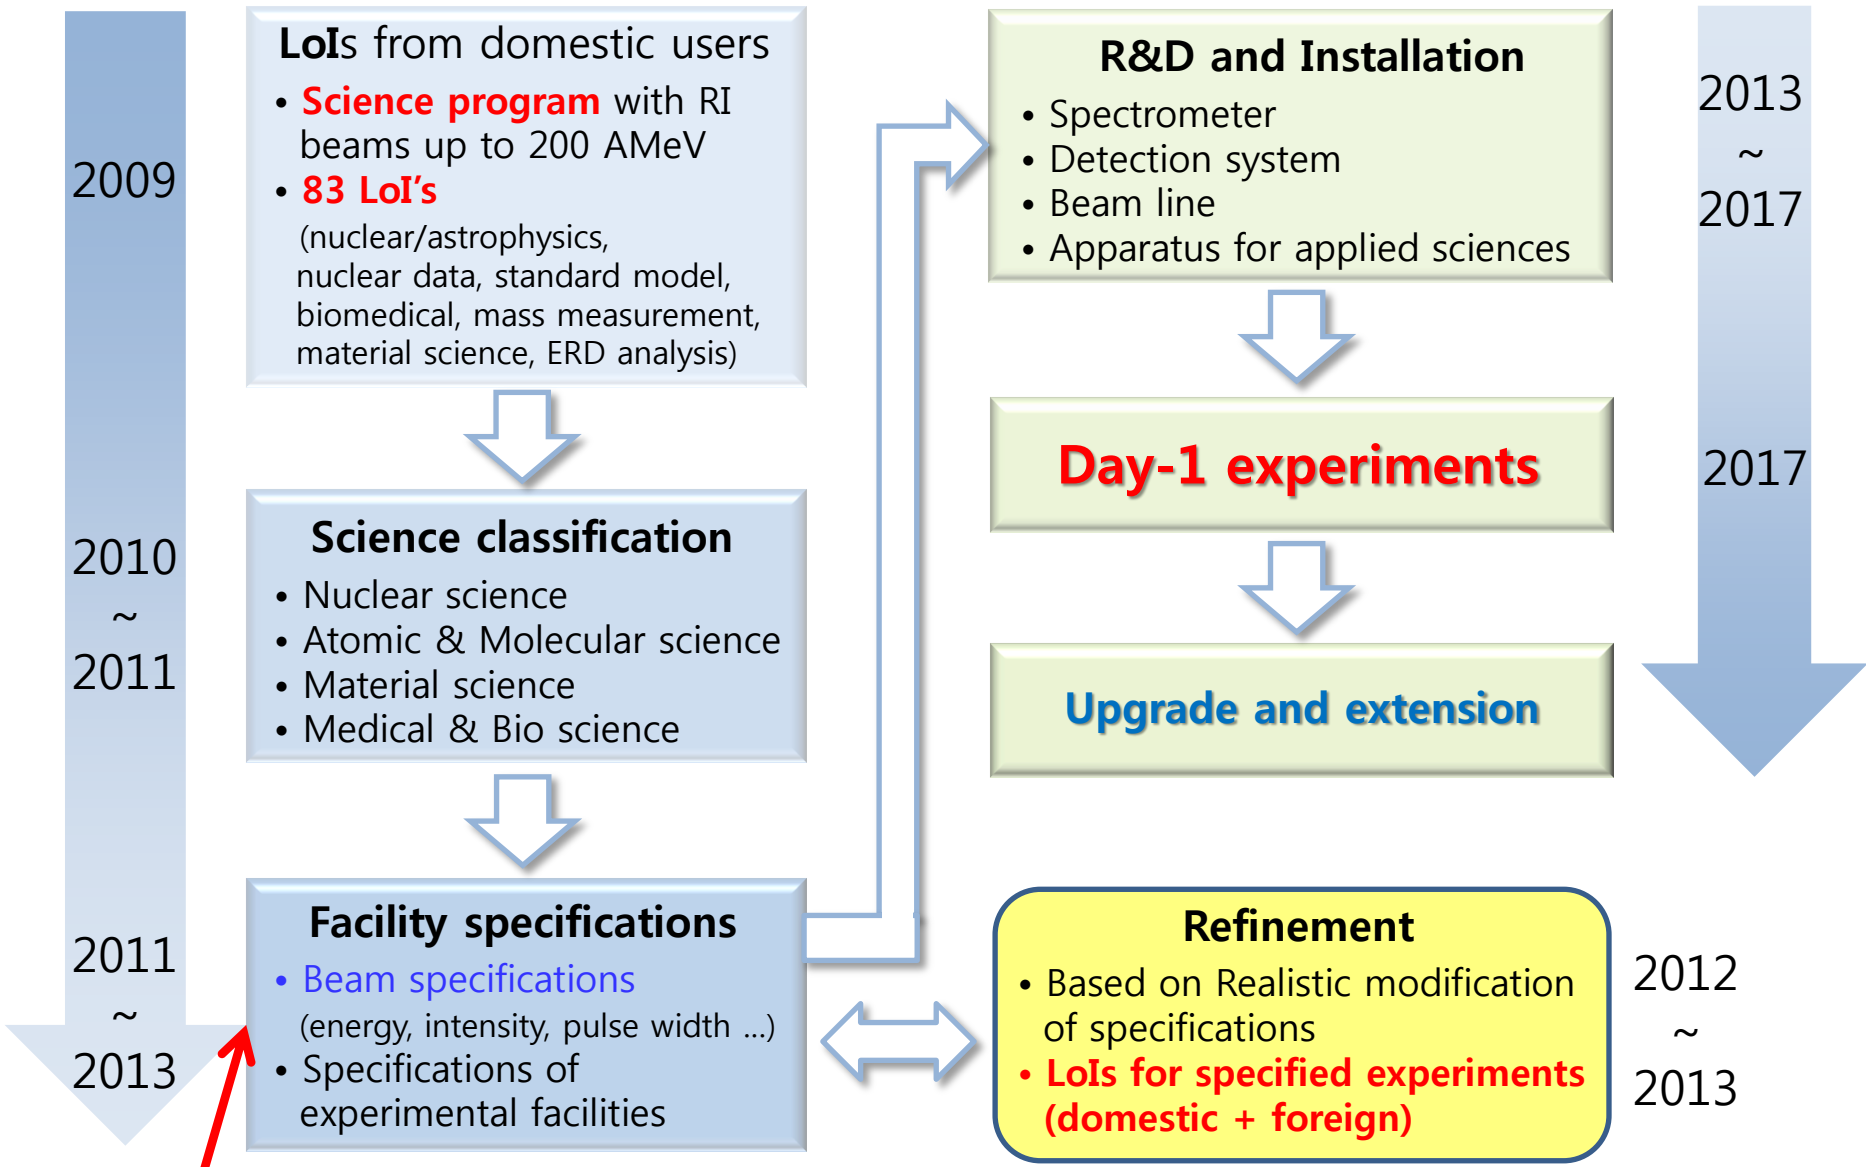 2009
2010
~
2011
2011
~
2013
LoIs from domestic users
• Science program with RI
beams up to 200 AMeV
• 83 LoI’s
(nuclear/astrophysics,
nuclear data, standard model,
biomedical, mass measurement,
material science, ERD analysis)
Science classification
• Nuclear science
• Atomic & Molecular science
• Material science
• Medical & Bio science
Facility specifications
• Beam specifications
(energy, intensity, pulse width ...)
• Specifications of
experimental facilities
R&D and Installation
• Spectrometer
• Detection system
• Beam line
• Apparatus for applied sciences
Day-1 experiments
Upgrade and extension
Refinement
• Based on Realistic modification
of specifications
• LoIs for specified experiments
(domestic + foreign)
2013
~
2017
2017
2012
~
2013